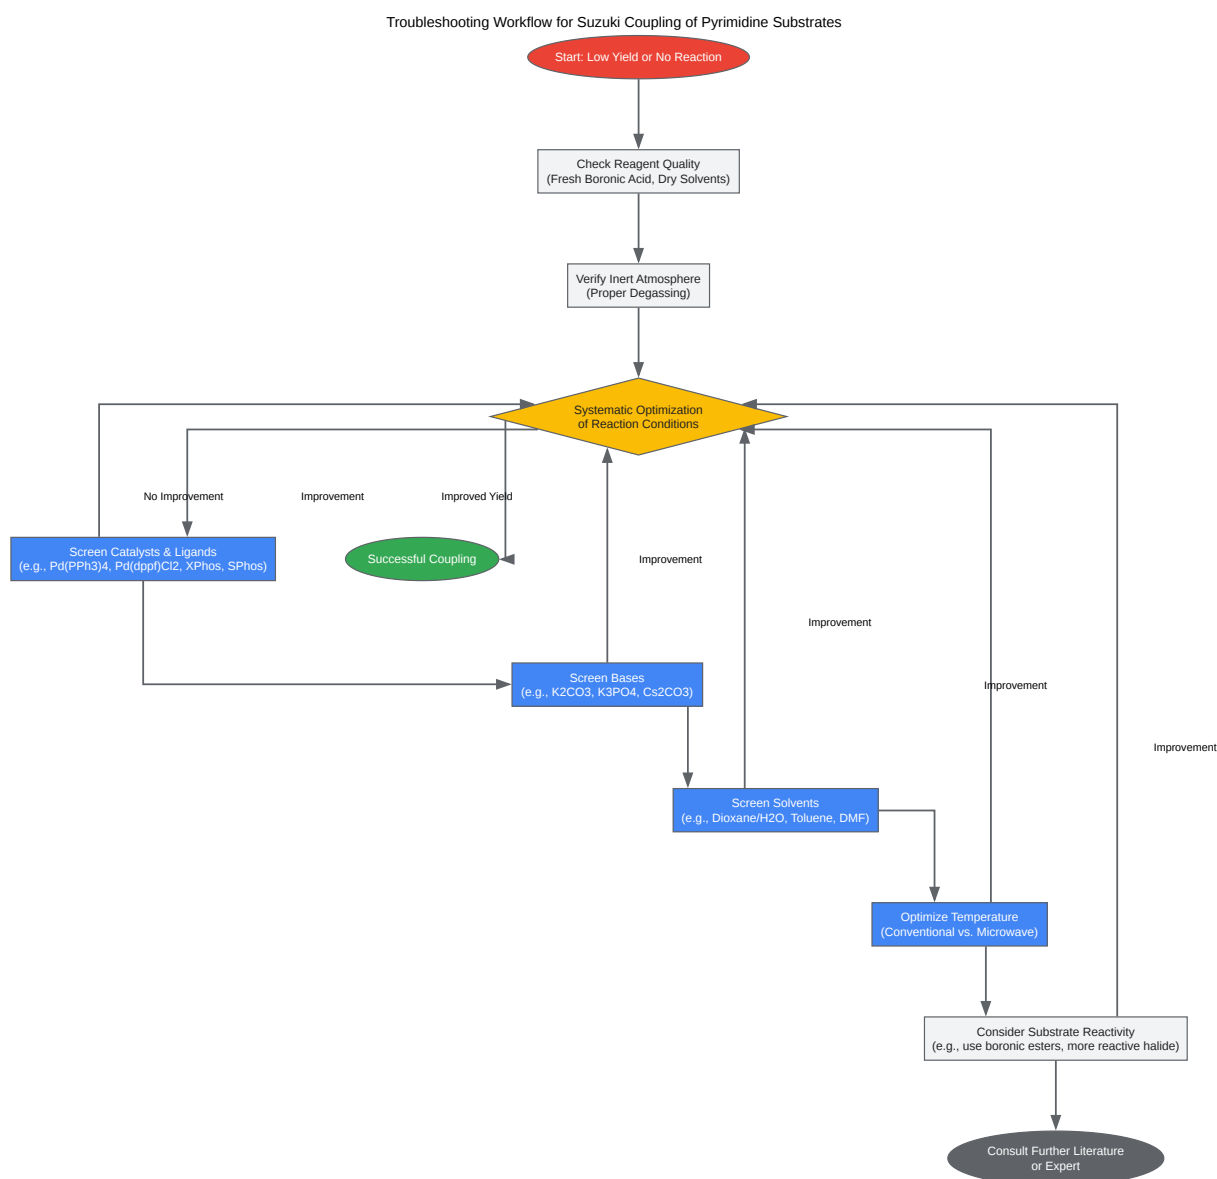 Troubleshooting Workflow for Suzuki Coupling of Pyrimidine Substrates
Start: Low Yield or No Reaction
Check Reagent Quality
(Fresh Boronic Acid, Dry Solvents)
Verify Inert Atmosphere
(Proper Degassing)
Systematic Optimization
of Reaction Conditions
No Improvement
Improvement
Improved Yield
Screen Catalysts & Ligands
(e.g., Pd(PPh3)4, Pd(dppf)Cl2, XPhos, SPhos)
Successful Coupling
Improvement
Improvement
Screen Bases
(e.g., K2CO3, K3PO4, Cs2CO3)
Improvement
Improvement
Screen Solvents
(e.g., Dioxane/H2O, Toluene, DMF)
Optimize Temperature
(Conventional vs. Microwave)
Consider Substrate Reactivity
(e.g., use boronic esters, more reactive halide)
Consult Further Literature
or Expert